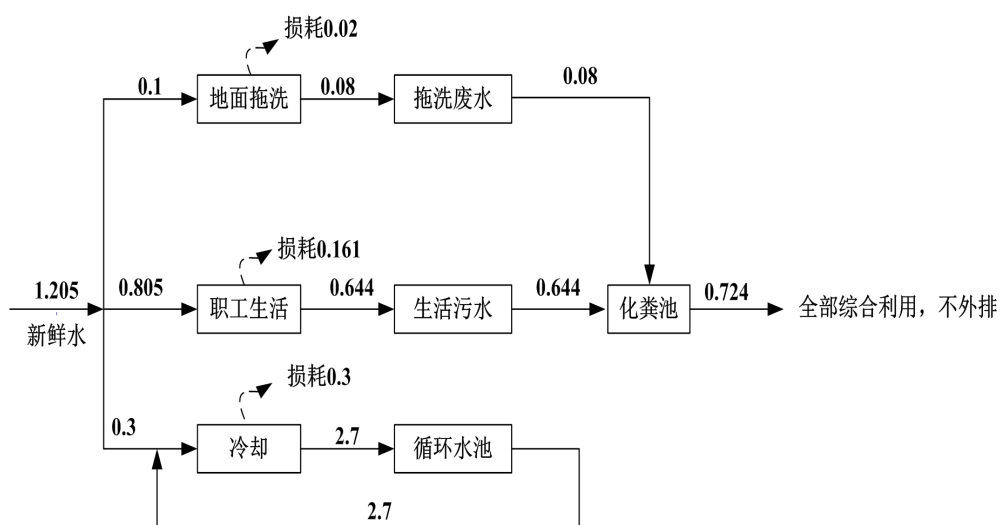 损耗0.02
0.1
地面拖洗
0.08
拖洗废水
0.08
损耗0.161
1.205
新鲜水
0.805
职工生活
0.644
生活污水
0.644
化粪池
0.724
全部综合利用，不外排
损耗0.3
0.3
冷却
2.7
循环水池
2.7